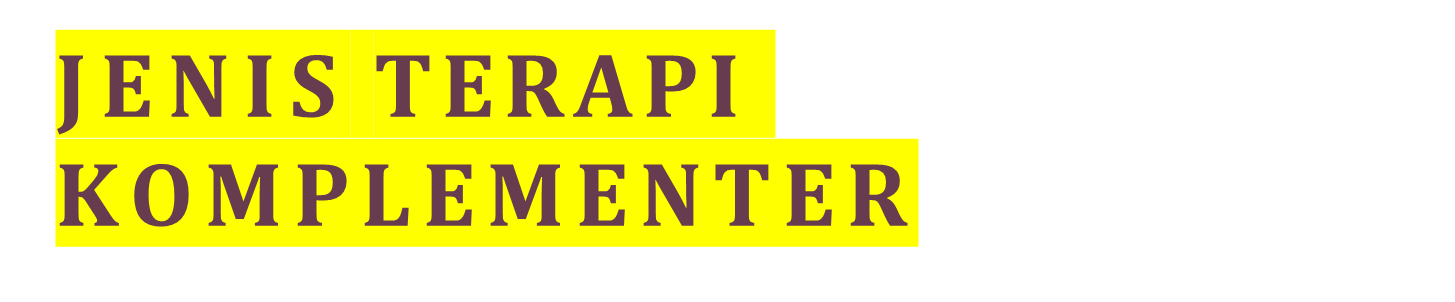 JENIS TERAPI
KOMPLEMENTER